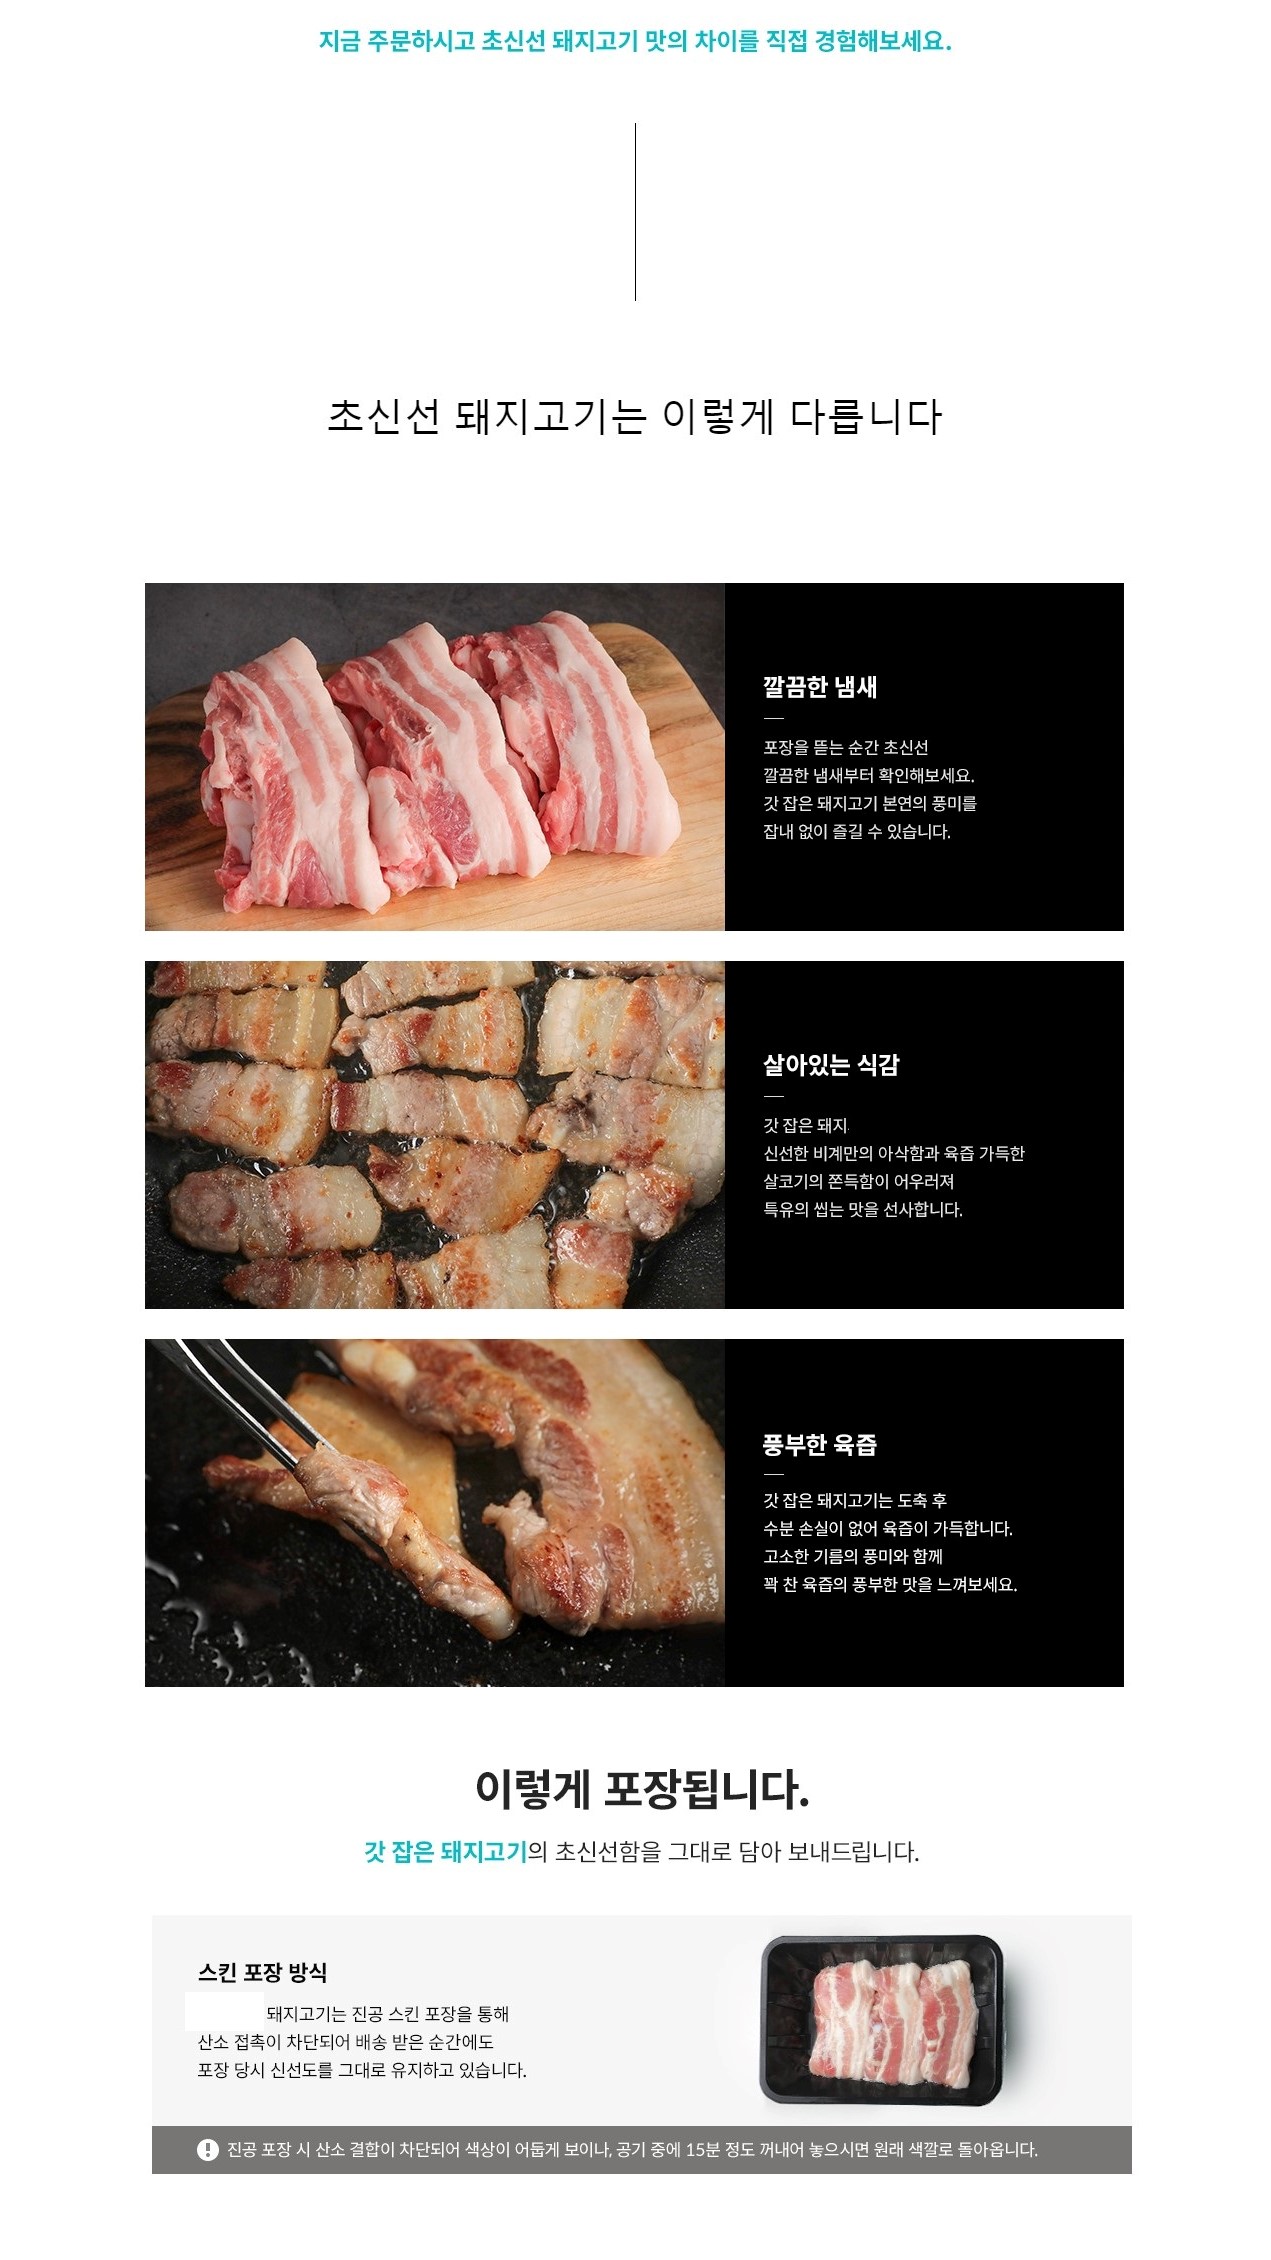 지금 주문하시고 초신선 돼지고기 맛의 차이를 직접 경험해보세요.
초신선 돼지고기는 이렇게 다릅니다
깔끔한 냄새
포장을 뜯는 순간 초신선
깔끔한 냄새부터 확인해보세요.
갓 잡은 돼지고기 본연의 풍미를
잡내 없이 즐길 수 있습니다.
살아있는 식감
갓 잡은 돼지
신선한 비계만의 아삭함과 육즙 가득한
살코기의 쫀득함이 어우러져
특유의 씹는 맛을 선사합니다.
풍부한 육즙
갓 잡은 돼지고기는 도축 후
수분 손실이 없어 육즙이 가득합니다.
고소한 기름의 풍미와 함께
꽉 찬 육즙의 풍부한 맛을 느껴보세요.
이렇게 포장됩니다.
갓 잡은 돼지고기의 초신선함을 그대로 담아 보내드립니다.
스킨 포장 방식
돼지고기는 진공 스킨 포장을 통해
산소 접촉이 차단되어 배송 받은 순간에도
포장 당시 신선도를 그대로 유지하고 있습니다.
진공 포장 시 산소 결합이 차단되어 색상이 어둡게 보이나, 공기 중에 15분 정도 꺼내어 놓으시면 원래 색깔로 돌아옵니다.